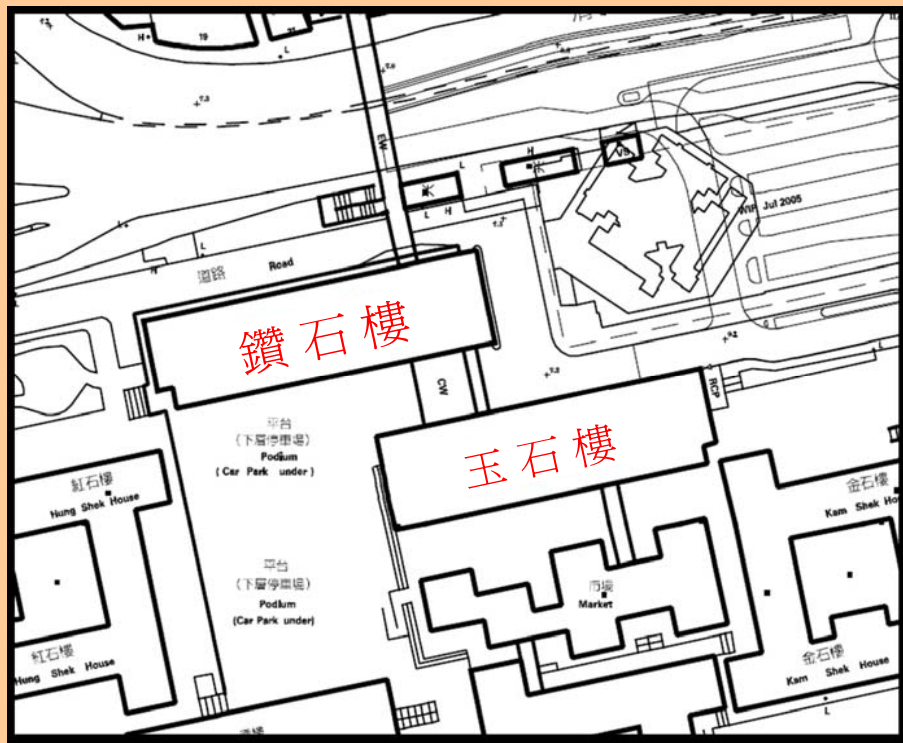 19
21
H
L
7.3
EW
H
L
VS
L H
WIP Jul 2005
L
道路 Road
鑽石樓
CW
RCP
玉石樓
平台
(下層停車場)
Podium
(Car Park under)
紅石樓
Hung Shek House
金石樓
Kam Shek House
平台
(下層停車場)
Podium
(Car Park under)
市場
Market
紅石樓
Hung Shek House
金石樓
Kam Shek House
L